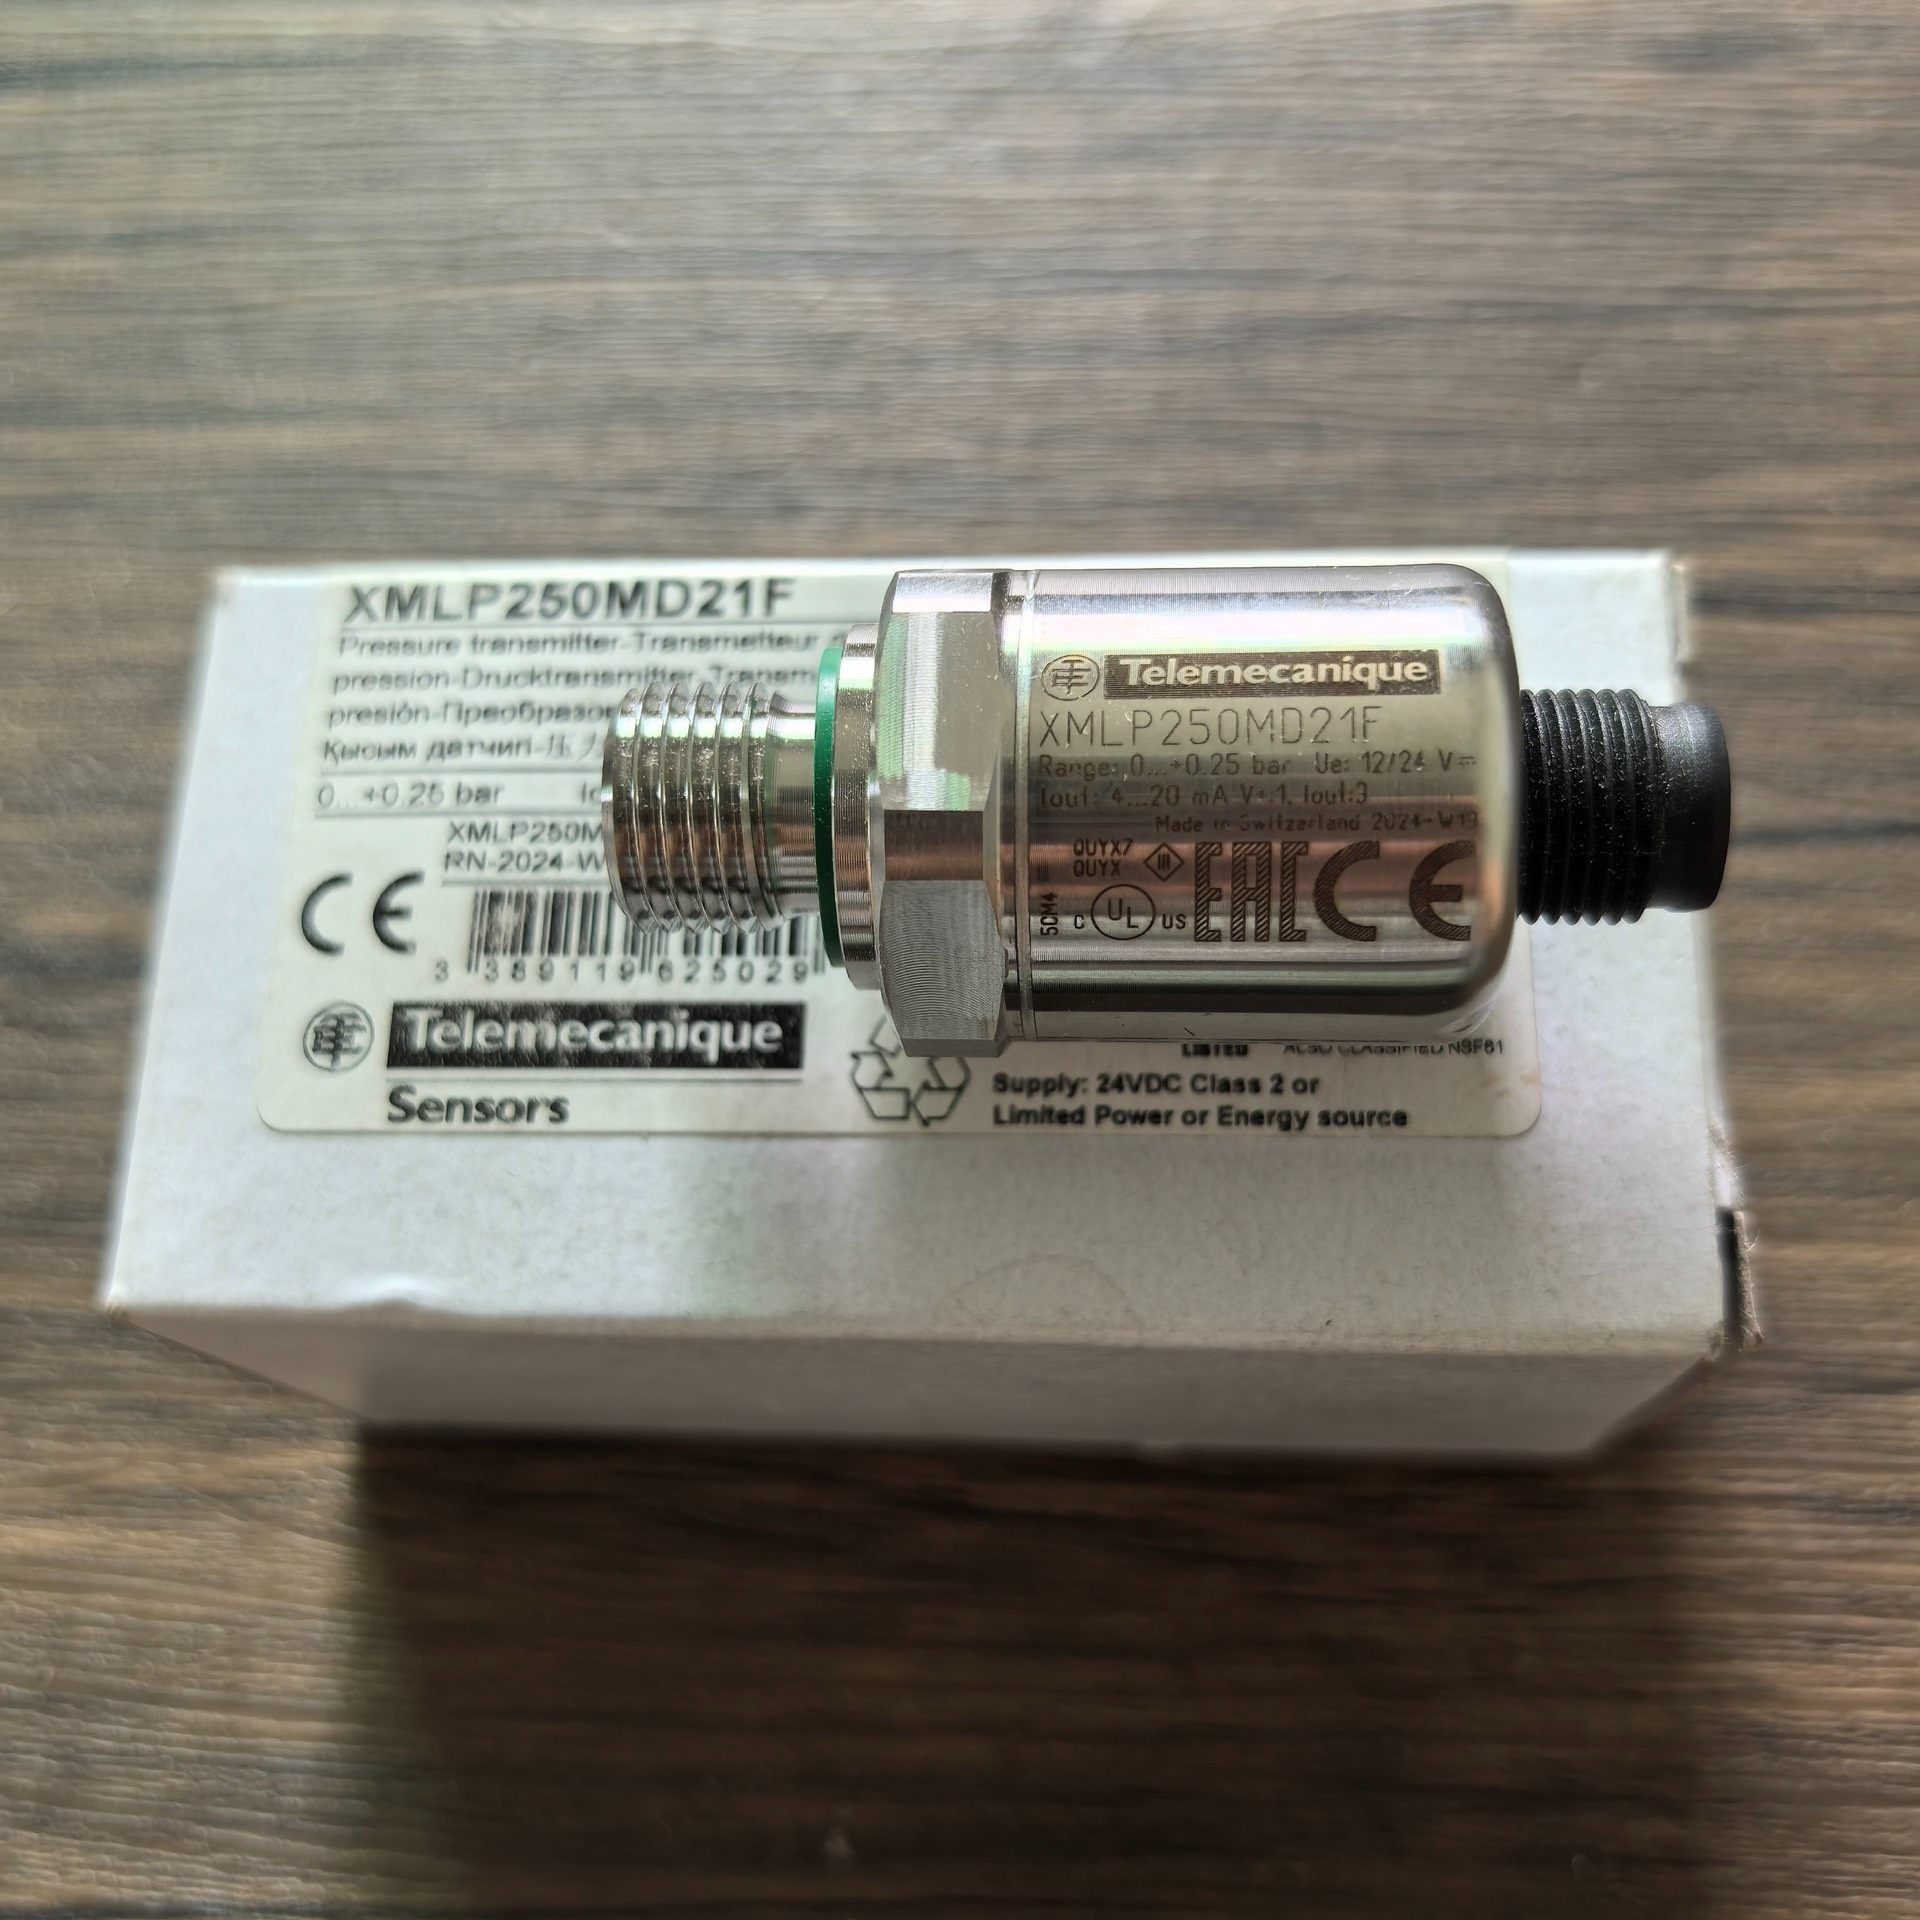 XMLP250MD21F
Pressure transmitter-Transmetteur
pression-Drucktransmitter-Transm
presión-Преобразо
Қысым датчип-
0...+0.25 bar
XMLP250M
RN-2024-W
CE
3 389119 625029
Telemecanique
Sensors
LISTED ALSO CLASSIFIED NSF61
Supply: 24VDC Class 2 or
Limited Power or Energy source
Telemecanique
XMLP250MD21F
Range: 0...+0.25 bar Ue: 12/24 V=
Iout: 4...20 mA V+:1, Iout:3
Made in Switzerland 2024-W19
QUYX7
QUYX
5CM4
C UL US EAC CE